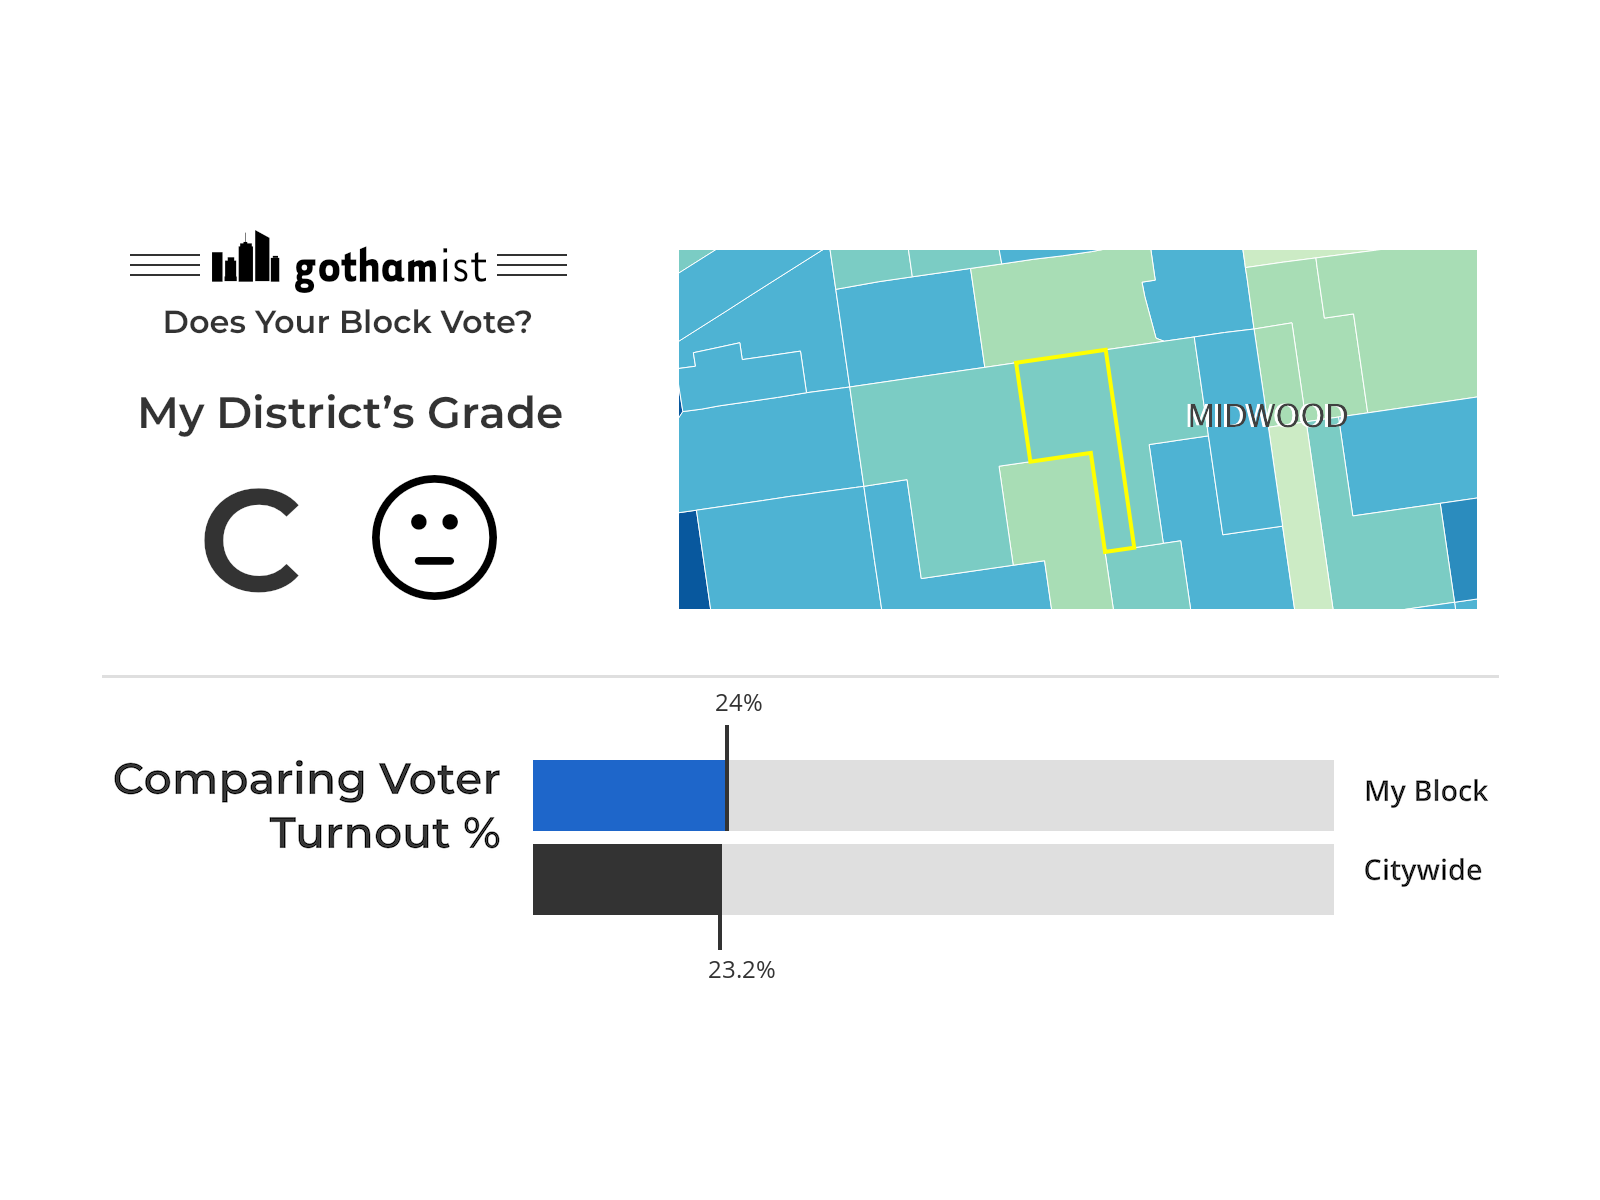 gothamist
Does Your Block Vote?
My District’s Grade
C
MIDWOOD
24%
Comparing Voter
Turnout %
My Block
Citywide
23.2%